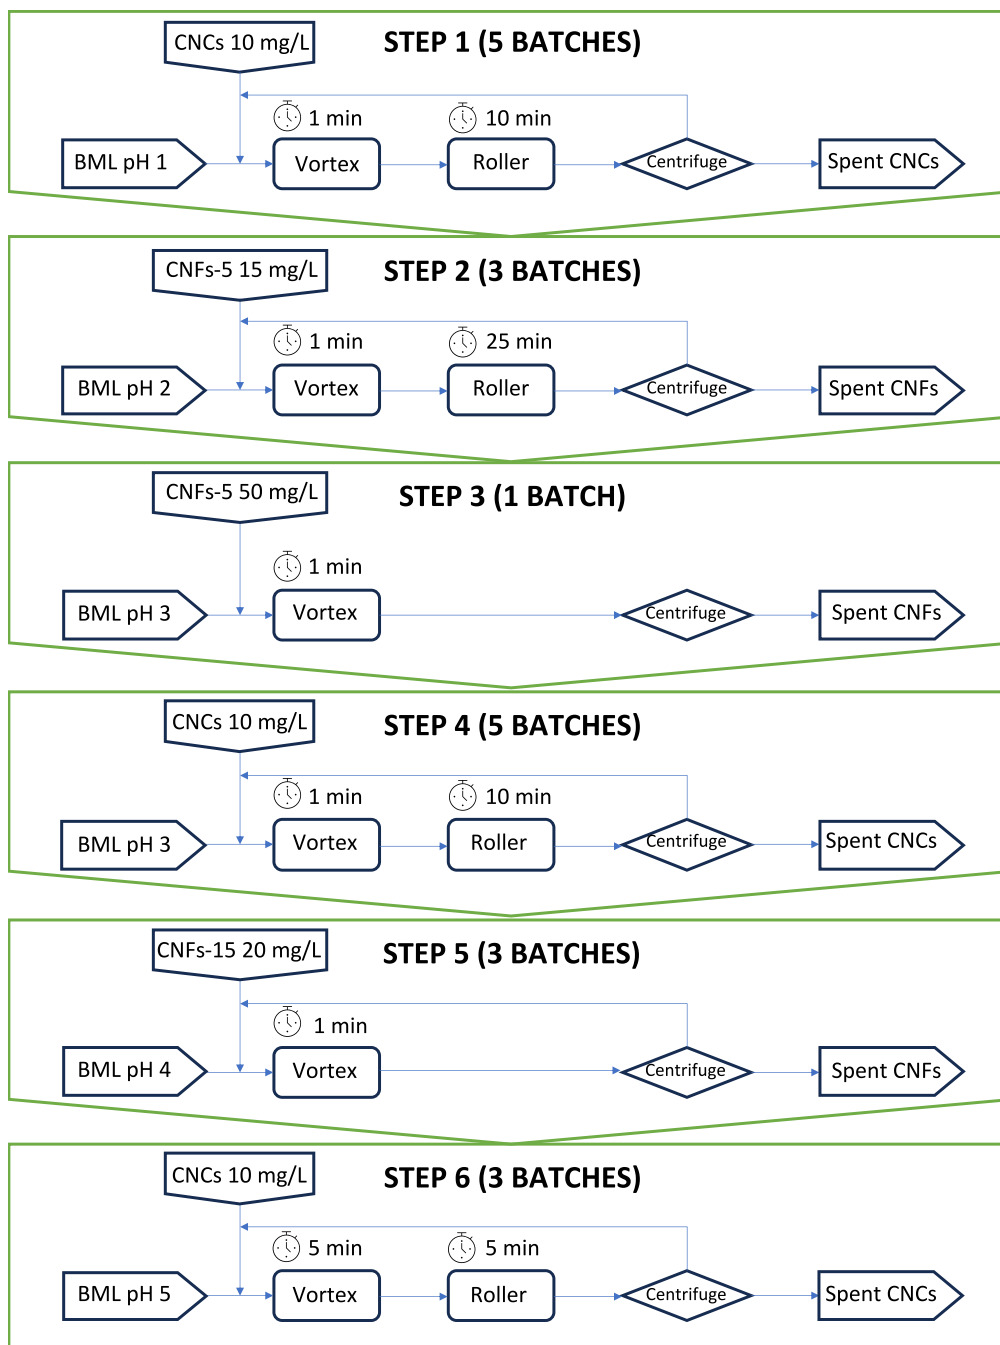 CNCs 10 mg/L
STEP 1 (5 BATCHES)
1 min
10 min
BML pH 1
Vortex
Roller
Centrifuge
Spent CNCs
CNFs-5 15 mg/L
STEP 2 (3 BATCHES)
1 min
25 min
BML pH 2
Vortex
Roller
Centrifuge
Spent CNFs
CNFs-5 50 mg/L
STEP 3 (1 BATCH)
1 min
BML pH 3
Vortex
Centrifuge
Spent CNFs
CNCs 10 mg/L
STEP 4 (5 BATCHES)
1 min
10 min
BML pH 3
Vortex
Roller
Centrifuge
Spent CNCs
CNFs-15 20 mg/L
STEP 5 (3 BATCHES)
1 min
BML pH 4
Vortex
Centrifuge
Spent CNFs
CNCs 10 mg/L
STEP 6 (3 BATCHES)
5 min
5 min
BML pH 5
Vortex
Roller
Centrifuge
Spent CNCs